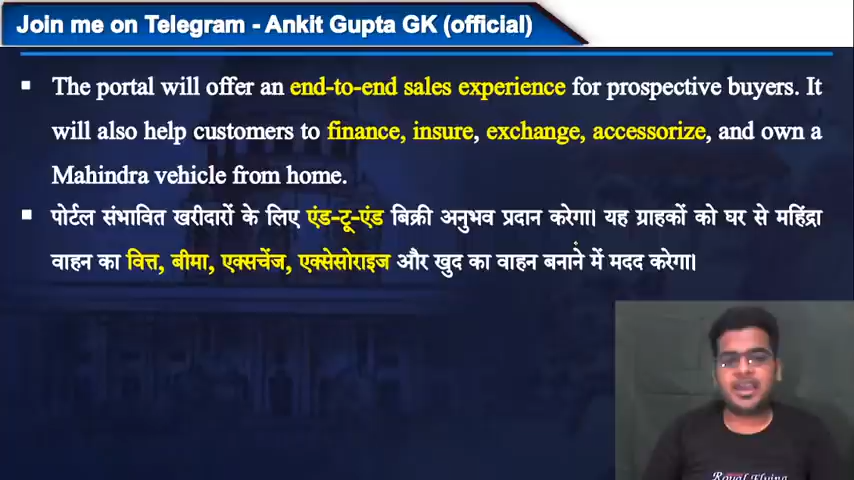 Join me on Telegram - Ankit Gupta GK (official)
The portal will offer an end-to-end sales experience for prospective buyers. It
will also help customers to finance, insure, exchange, accessorize, and own a
Mahindra vehicle from home.
पोर्टल संभावित खरीदारों के लिए एंड-टू-एंड बिक्री अनुभव प्रदान करेगा। यह ग्राहकों को घर से महिंद्रा
वाहन का वित्त, बीमा, एक्सचेंज, एक्सेसोराइज और खुद का वाहन बनाने में मदद करेगा।
Royal Flying